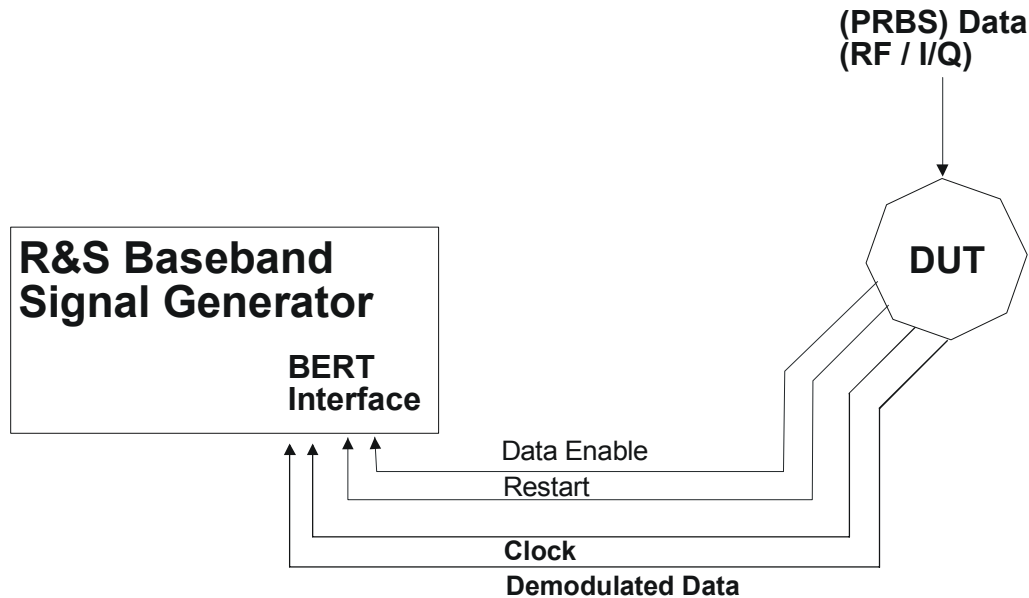 (PRBS) Data
(RF / I/Q)
R&S Baseband
Signal Generator
DUT
BERT
Interface
Data Enable
Restart
Clock
Demodulated Data